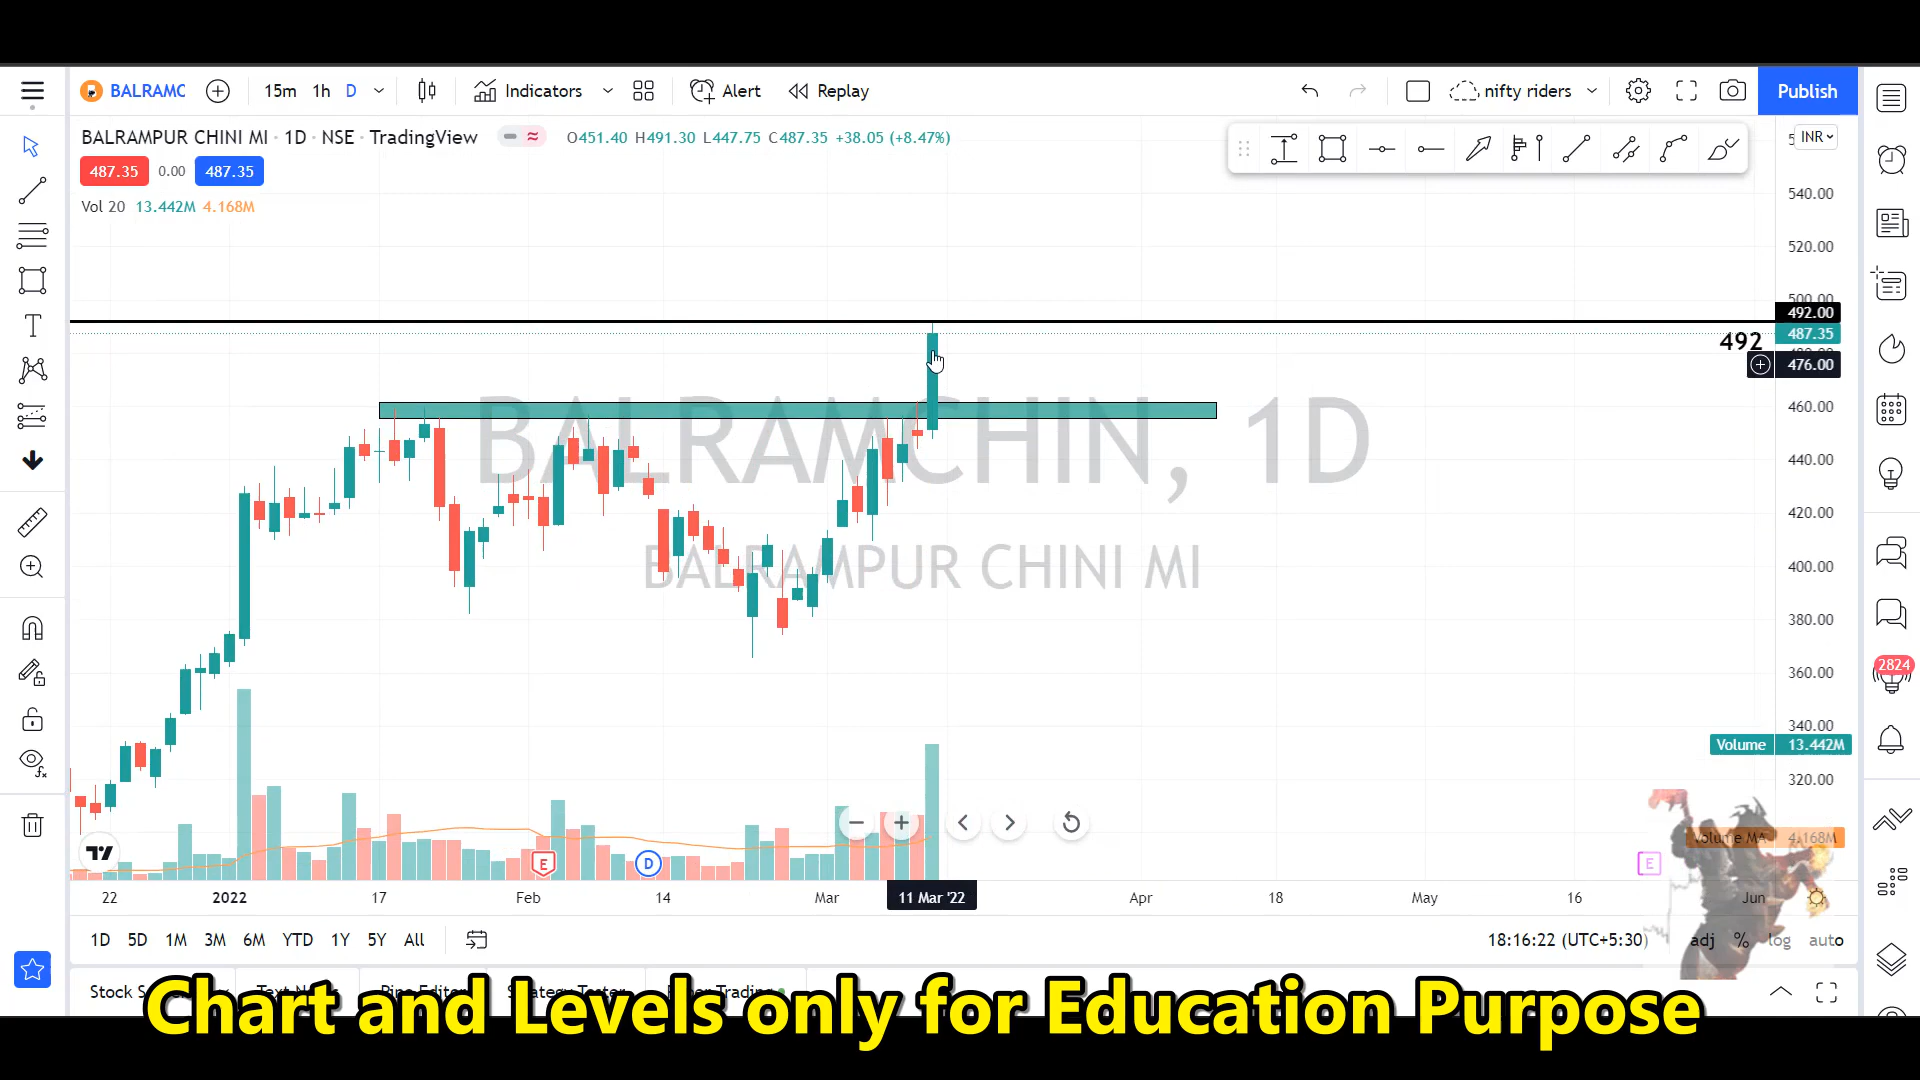 BALRAMC 15m 1h D Indicators Alert Replay nifty riders Publish
BALRAMPUR CHINI MI · 1D · NSE · TradingView O451.40 H491.30 L447.75 C487.35 +38.05 (+8.47%)
INR
487.35 0.00 487.35
Vol 20 13.442M 4.168M
540.00
520.00
500.00
492.00
487.35
492
476.00
460.00
BALRAMCHIN, 1D
440.00
420.00
BALRAMPUR CHINI MI
400.00
380.00
360.00
2824
340.00
Volume 13.442M
320.00
Volume MA 4.168M
E D E
22 2022 17 Feb 14 Mar 11 Mar '22 Apr 18 May 16 Jun
1D 5D 1M 3M 6M YTD 1Y 5Y All 18:16:22 (UTC+5:30) adj % log auto
Chart and Levels only for Education Purpose